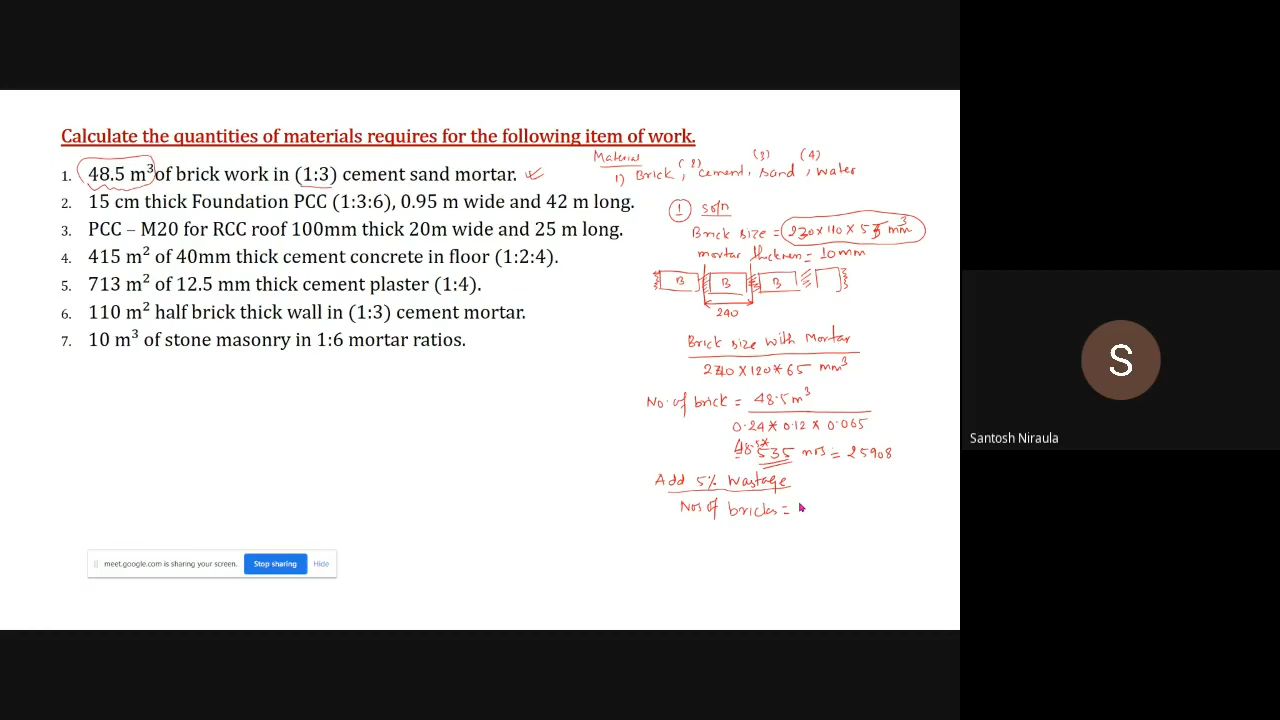 Calculate the quantities of materials requires for the following item of work.
1. 48.5 m³of brick work in (1:3) cement sand mortar.
2. 15 cm thick Foundation PCC (1:3:6), 0.95 m wide and 42 m long.
3. PCC – M20 for RCC roof 100mm thick 20m wide and 25 m long.
4. 415 m² of 40mm thick cement concrete in floor (1:2:4).
5. 713 m² of 12.5 mm thick cement plaster (1:4).
6. 110 m² half brick thick wall in (1:3) cement mortar.
7. 10 m³ of stone masonry in 1:6 mortar ratios.
Material
(2) (3) (4)
1) Brick, cement, sand, water
① soln
Brick size = 230 x 110 x 55 mm³
mortar thickness = 10mm
B B B
240
Brick size with Mortar
240 x 120 * 65 mm³
No. of brick = 48.5 m³
0.24 * 0.12 * 0.065
48.5*
535 nos = 25908
Add 5% Wastage
Nos of bricks =
meet.google.com is sharing your screen. Stop sharing Hide
S
Santosh Niraula